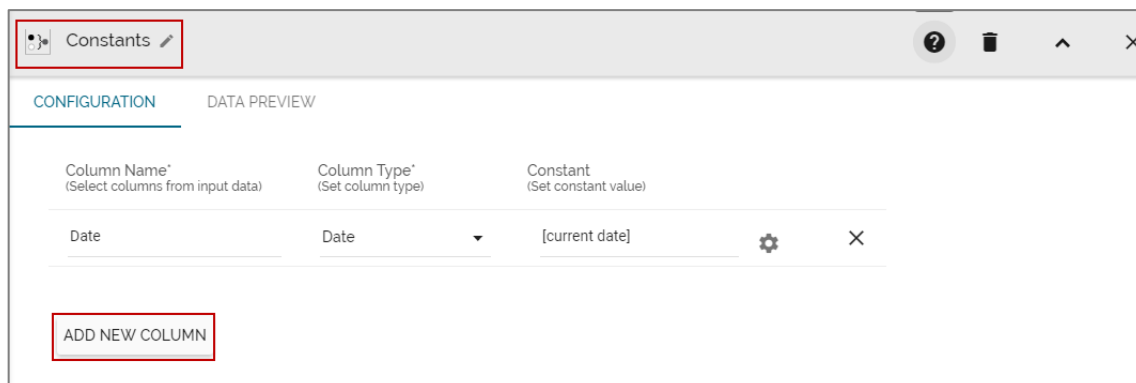 Constants
CONFIGURATION DATA PREVIEW
Column Name* Column Type* Constant
(Select columns from input data) (Set column type) (Set constant value)
Date Date [current date]
ADD NEW COLUMN